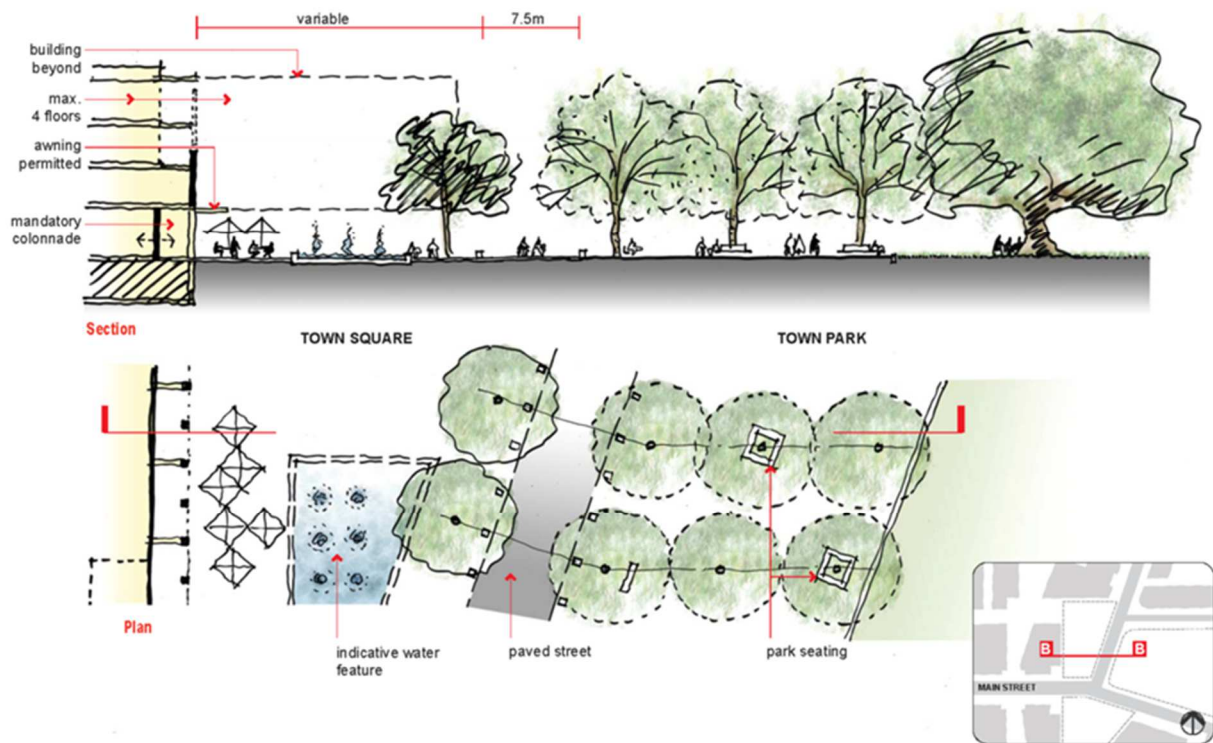 variable
7.5m
building
beyond
max.
4 floors
awning
permitted
mandatory
colonnade
Section
TOWN SQUARE
TOWN PARK
Plan
indicative water
feature
paved street
park seating
B
B
MAIN STREET